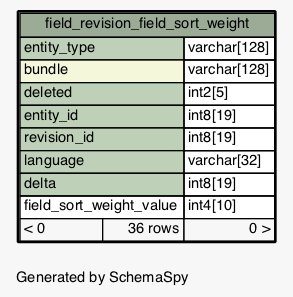 field_revision_field_sort_weight
entity_type varchar[128]
bundle varchar[128]
deleted int2[5]
entity_id int8[19]
revision_id int8[19]
language varchar[32]
delta int8[19]
field_sort_weight_value int4[10]
< 0 36 rows 0 >
Generated by SchemaSpy